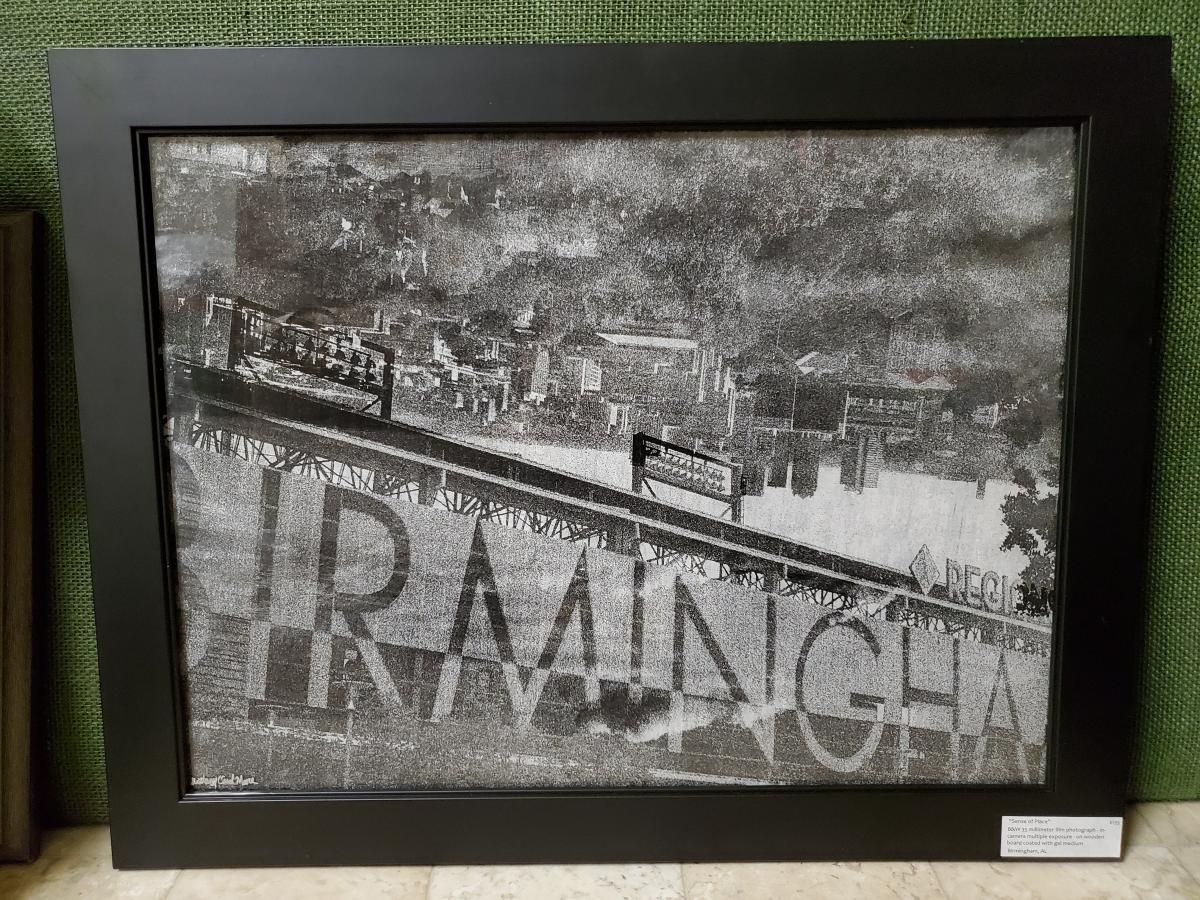 REGI
IRMINGHA
"Sense of Place"
B&W 35 millimeter film photograph - in-
camera multiple exposure - on wooden
board coated with gel medium
Birmingham, AL